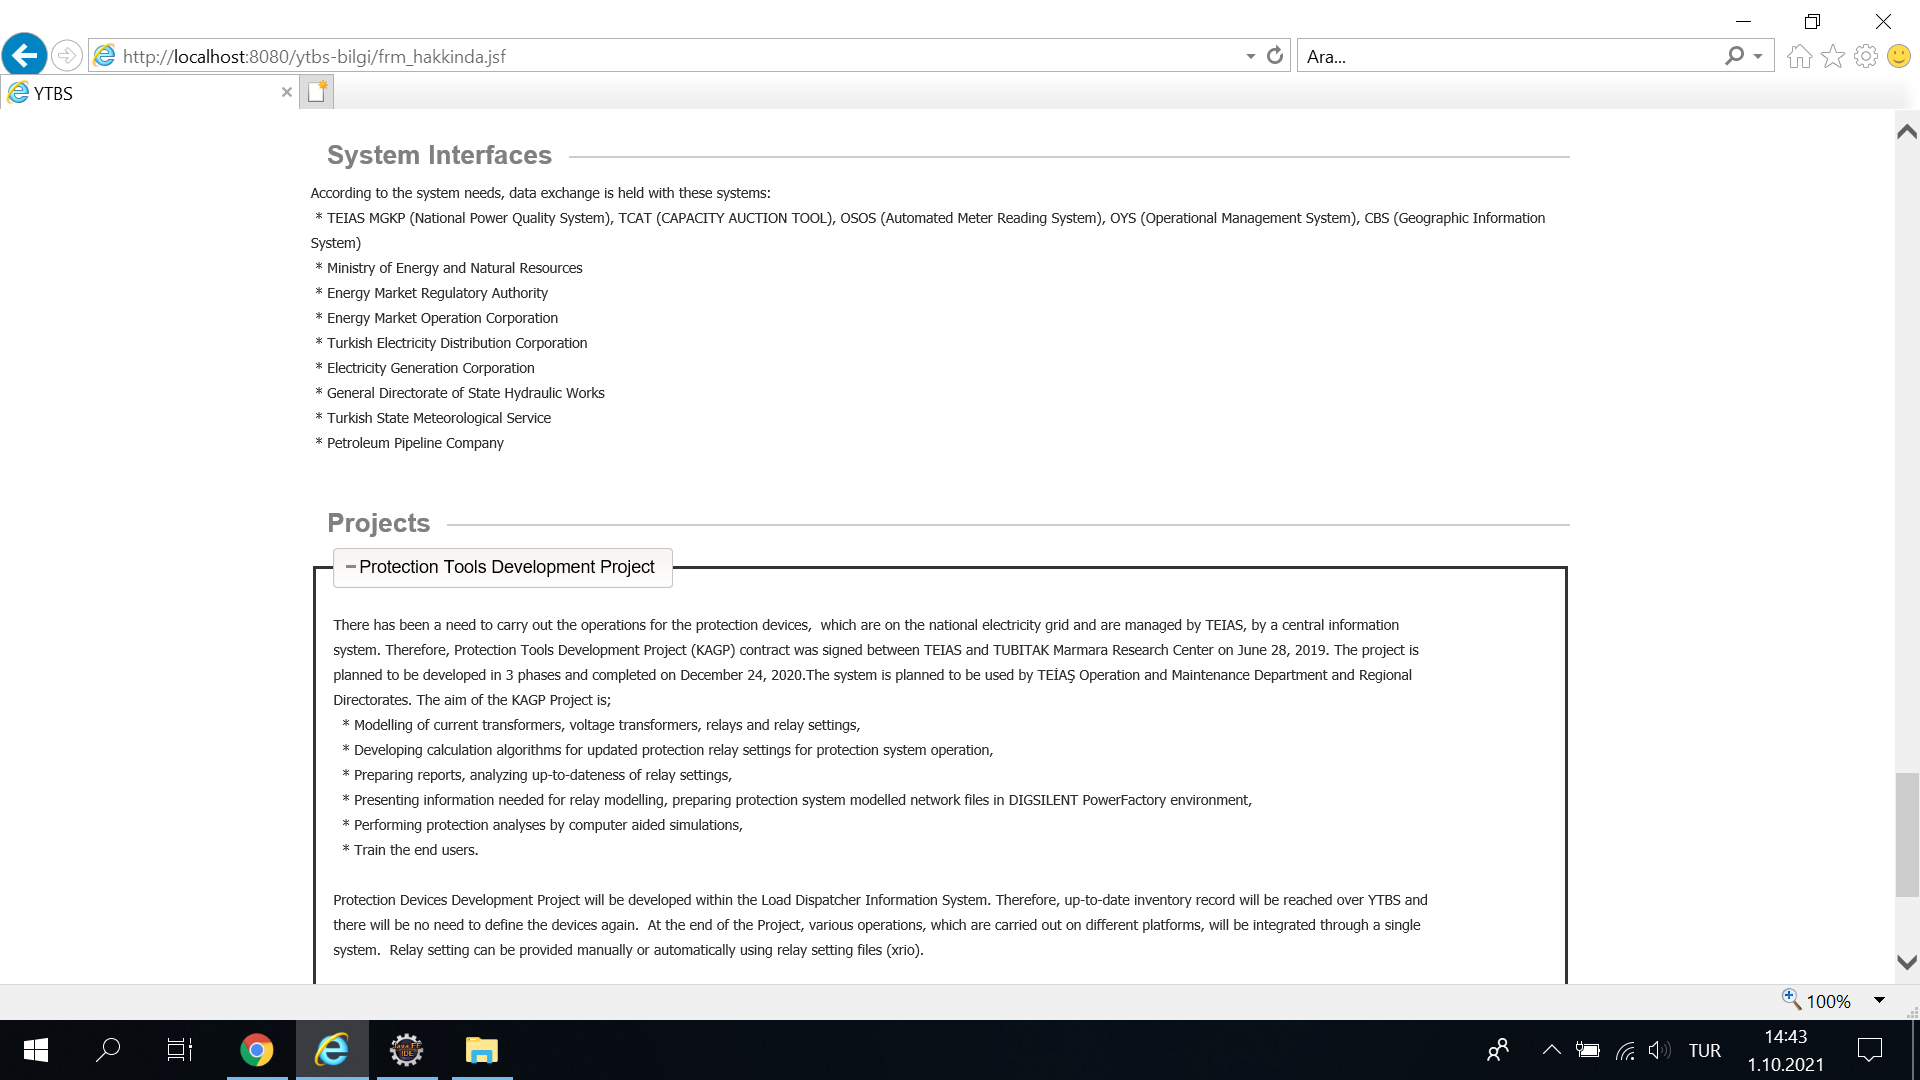 http://localhost:8080/ytbs-bilgi/frm_hakkinda.jsf
Ara...
YTBS
System Interfaces
According to the system needs, data exchange is held with these systems:
* TEIAS MGKP (National Power Quality System), TCAT (CAPACITY AUCTION TOOL), OSOS (Automated Meter Reading System), OYS (Operational Management System), CBS (Geographic Information
System)
* Ministry of Energy and Natural Resources
* Energy Market Regulatory Authority
* Energy Market Operation Corporation
* Turkish Electricity Distribution Corporation
* Electricity Generation Corporation
* General Directorate of State Hydraulic Works
* Turkish State Meteorological Service
* Petroleum Pipeline Company
Projects
Protection Tools Development Project
There has been a need to carry out the operations for the protection devices,  which are on the national electricity grid and are managed by TEIAS, by a central information
system. Therefore, Protection Tools Development Project (KAGP) contract was signed between TEIAS and TUBITAK Marmara Research Center on June 28, 2019. The project is
planned to be developed in 3 phases and completed on December 24, 2020.The system is planned to be used by TEİAŞ Operation and Maintenance Department and Regional
Directorates. The aim of the KAGP Project is;
* Modelling of current transformers, voltage transformers, relays and relay settings,
* Developing calculation algorithms for updated protection relay settings for protection system operation,
* Preparing reports, analyzing up-to-dateness of relay settings,
* Presenting information needed for relay modelling, preparing protection system modelled network files in DIGSILENT PowerFactory environment,
* Performing protection analyses by computer aided simulations,
* Train the end users.
Protection Devices Development Project will be developed within the Load Dispatcher Information System. Therefore, up-to-date inventory record will be reached over YTBS and
there will be no need to define the devices again.  At the end of the Project, various operations, which are carried out on different platforms, will be integrated through a single
system.  Relay setting can be provided manually or automatically using relay setting files (xrio).
100%
Java EE
IDE
TUR
14:43
1.10.2021